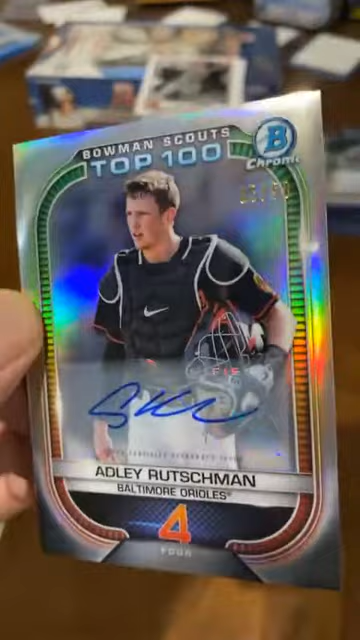 BOWMAN SCOUTS
TOP 100
B
Chrome
ADLEY RUTSCHMAN
BALTIMORE ORIOLES®
4
FOUR